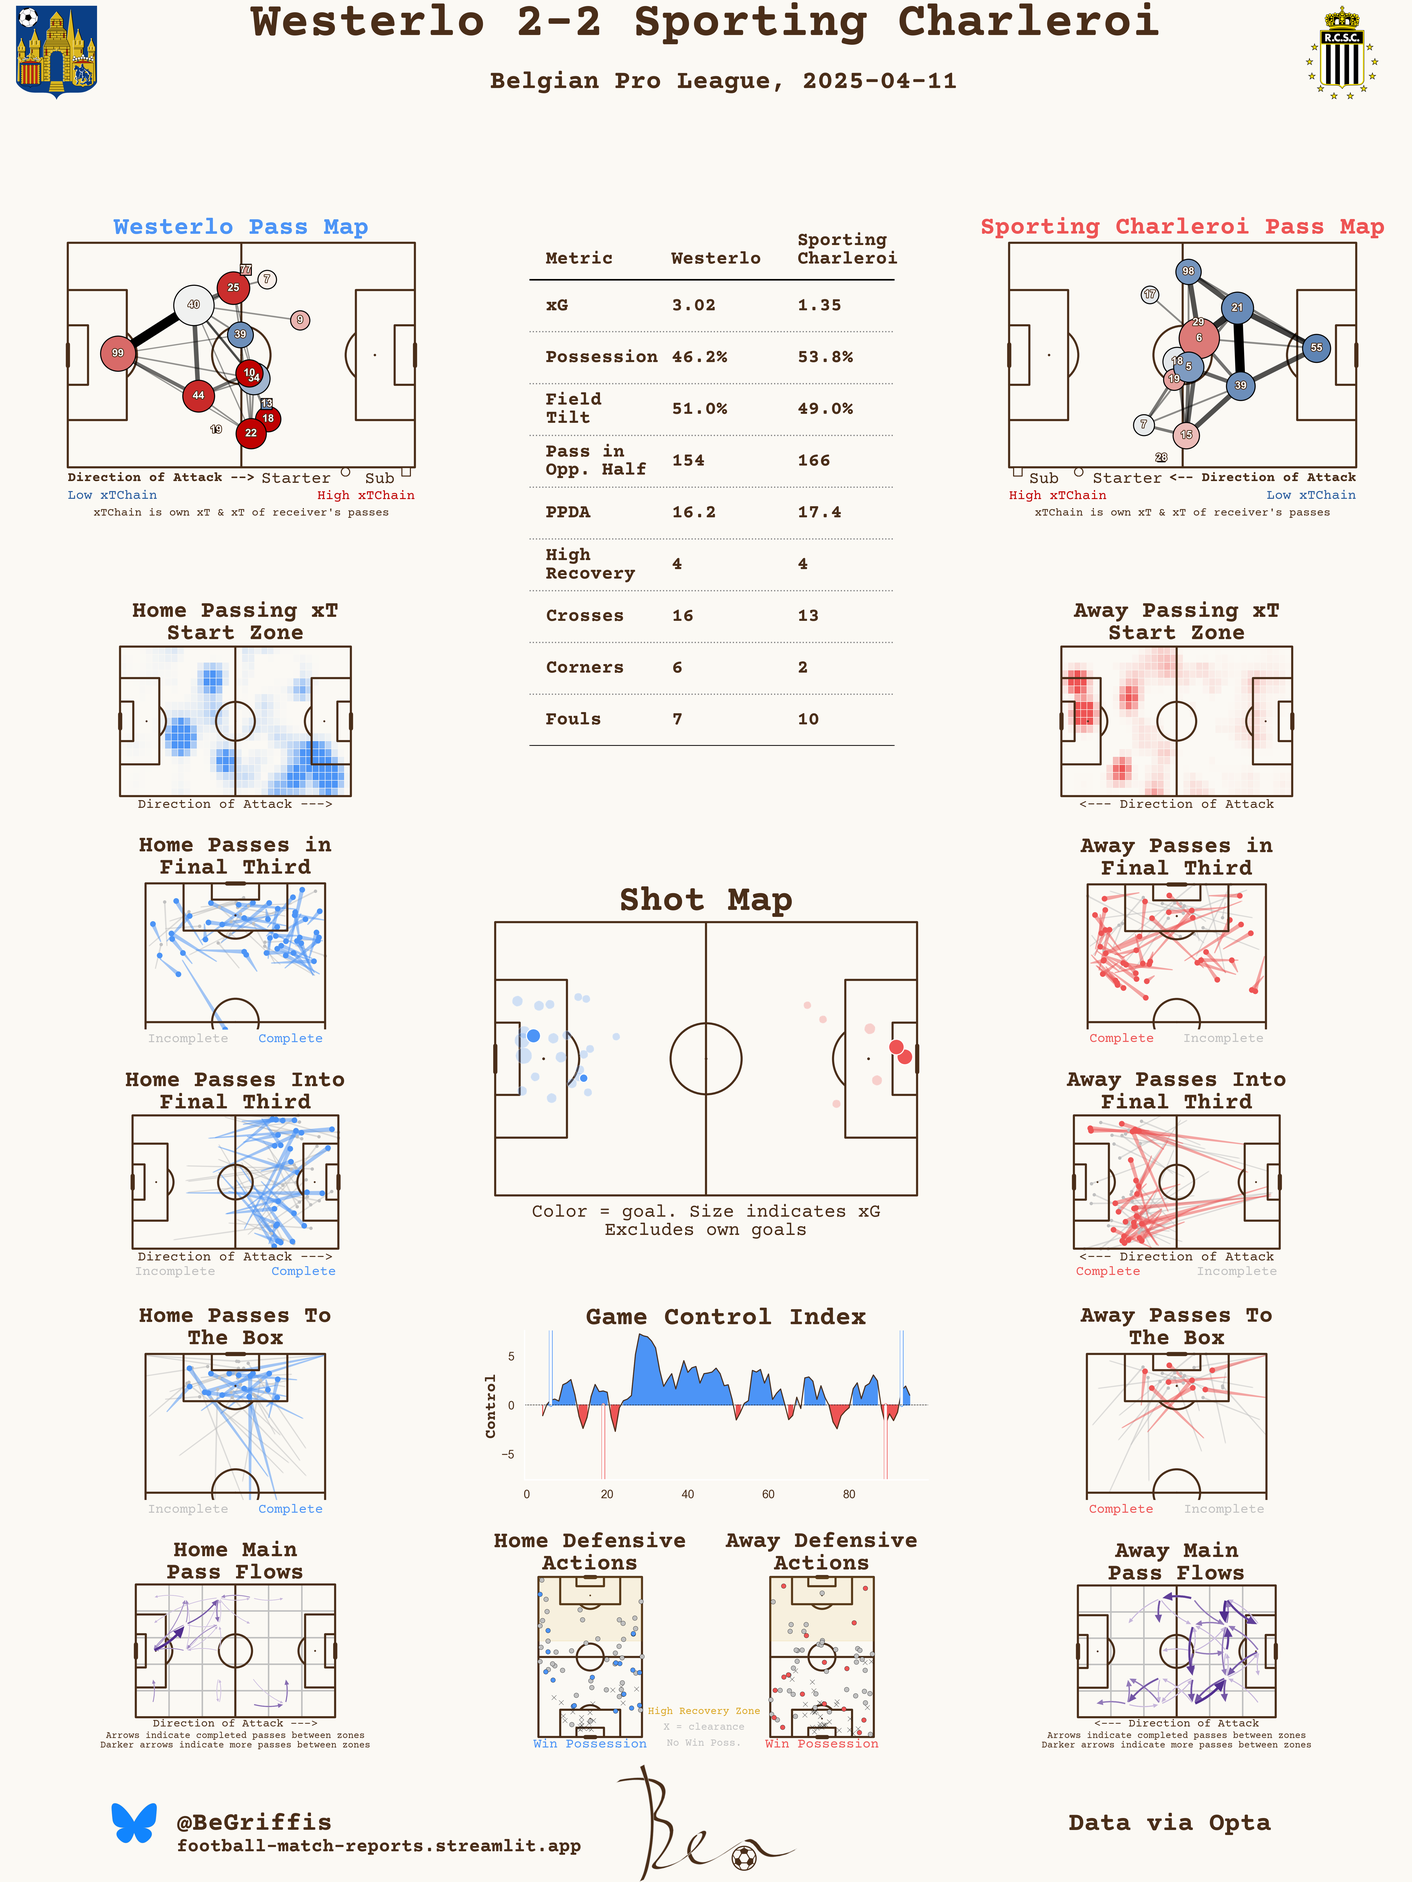 Westerlo 2-2 Sporting Charleroi
Belgian Pro League, 2025-04-11
R.C.S.C.
Westerlo Pass Map
77
7
25
40
9
39
99
10
34
44
13
18
19
22
Direction of Attack --> Starter Sub
Low xTChain High xTChain
xTChain is own xT & xT of receiver's passes
Metric Westerlo Sporting Charleroi
xG 3.02 1.35
Possession 46.2% 53.8%
Field Tilt 51.0% 49.0%
Pass in Opp. Half 154 166
PPDA 16.2 17.4
High Recovery 4 4
Crosses 16 13
Corners 6 2
Fouls 7 10
Sporting Charleroi Pass Map
98
17
21
29
6
55
18
5
19
39
7
15
28
Sub Starter <-- Direction of Attack
High xTChain Low xTChain
xTChain is own xT & xT of receiver's passes
Home Passing xT
Start Zone
Direction of Attack --->
Away Passing xT
Start Zone
<--- Direction of Attack
Home Passes in
Final Third
Incomplete Complete
Away Passes in
Final Third
Complete Incomplete
Shot Map
Color = goal. Size indicates xG
Excludes own goals
Home Passes Into
Final Third
Direction of Attack --->
Incomplete Complete
Away Passes Into
Final Third
<--- Direction of Attack
Complete Incomplete
Home Passes To
The Box
Incomplete Complete
Game Control Index
Control
5
0
−5
0 20 40 60 80
Away Passes To
The Box
Complete Incomplete
Home Main
Pass Flows
Direction of Attack --->
Arrows indicate completed passes between zones
Darker arrows indicate more passes between zones
Home Defensive
Actions
Win Possession
High Recovery Zone
X = clearance
No Win Poss.
Away Defensive
Actions
Win Possession
Away Main
Pass Flows
<--- Direction of Attack
Arrows indicate completed passes between zones
Darker arrows indicate more passes between zones
@BeGriffis
football-match-reports.streamlit.app
Ben
Data via Opta